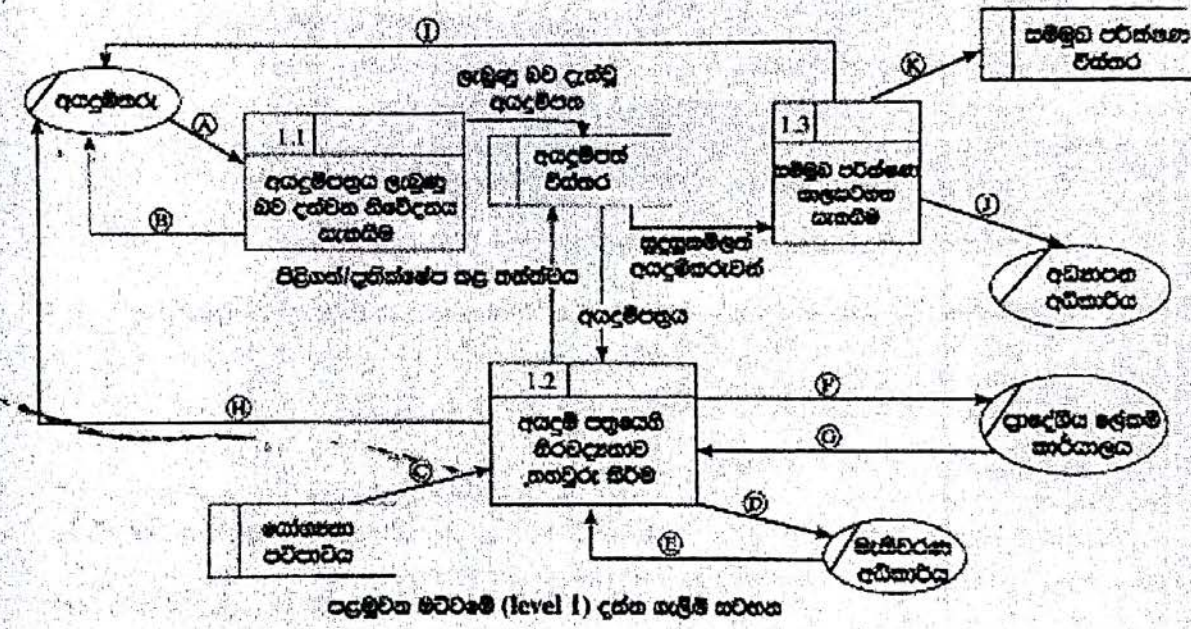 අයදුම්කරු
Ⓐ
Ⓑ
Ⓘ
1.1
අයදුම්පත්‍රය ලැබුණු
බව දන්වන නිවේදනය
සැකසීම
ලැබුණු බව දැන්වූ
අයදුම්පත
අයදුම්පත්
විස්තර
1.3
සම්මුඛ පරීක්ෂණ
කාලසටහන
සැකසීම
Ⓚ
සම්මුඛ පරීක්ෂණ
විස්තර
Ⓙ
අධ්‍යාපන
අධිකාරිය
සුදුසුකම්ලත්
අයදුම්කරුවන්
පිළිගත්/ප්‍රතික්ෂේප කළ තත්ත්වය
අයදුම්පත්‍රය
1.2
අයදුම් පත්‍රයෙහි
නිරවද්‍යතාව
තහවුරු කිරීම
Ⓗ
Ⓒ
යෝග්‍යතා
පටිපාටිය
Ⓕ
Ⓖ
ප්‍රාදේශීය ලේකම්
කාර්යාලය
Ⓓ
Ⓔ
මැතිවරණ
අධිකාරිය
පළමුවන මට්ටමේ (level 1) දත්ත ගැලීම් සටහන